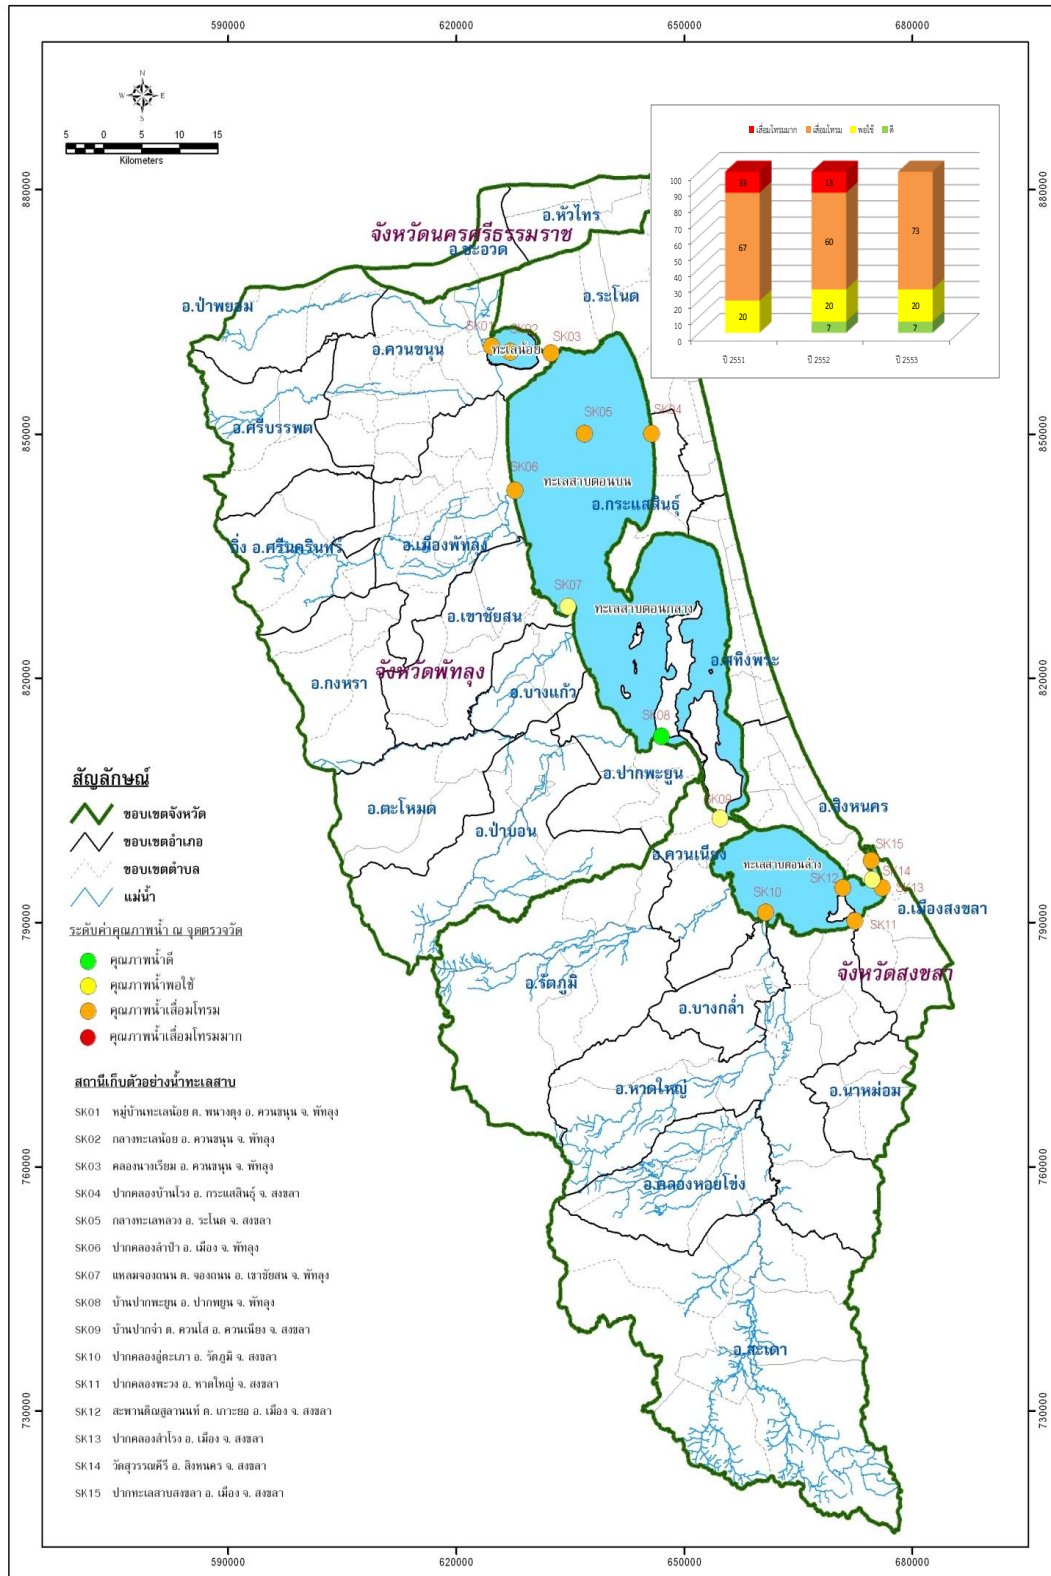 590000
620000
650000
680000
N
W
E
S
5 0 5 10 15
Kilometers
เสื่อมโทรมมาก เสื่อมโทรม พอใช้ ดี
100
90
80
70
60
50
40
30
20
10
0
33
67
20
13
60
20
7
73
20
7
ปี 2551
ปี 2552
ปี 2553
880000
880000
850000
850000
820000
820000
790000
790000
760000
760000
730000
730000
อ.หัวไทร
จังหวัดนครศรีธรรมราช
อ.ชะอวด
อ.ระโนด
อ.ป่าพยอม
SK01
SK02
SK03
ทะเลน้อย
อ.ควนขนุน
SK05
SK04
อ.ศรีบรรพต
SK06
ทะเลสาบตอนบน
อ.กระแสสินธุ์
กิ่ง อ.ศรีนครินทร์
อ.เมืองพัทลุง
SK07
ทะเลสาบตอนกลาง
อ.เขาชัยสน
อ.สทิงพระ
จังหวัดพัทลุง
อ.กงหรา
อ.บางแก้ว
SK08
อ.ปากพะยูน
อ.ตะโหมด
SK09
อ.สิงหนคร
อ.ป่าบอน
อ.ควนเนียง
SK15
ทะเลสาบตอนล่าง
SK14
SK12
SK13
SK10
อ.เมืองสงขลา
SK11
จังหวัดสงขลา
อ.รัตภูมิ
อ.บางกล่ำ
อ.หาดใหญ่
อ.นาหม่อม
อ.คลองหอยโข่ง
อ.สะเดา
สัญลักษณ์
ขอบเขตจังหวัด
ขอบเขตอำเภอ
ขอบเขตตำบล
แม่น้ำ
ระดับค่าคุณภาพน้ำ ณ จุดตรวจวัด
คุณภาพน้ำดี
คุณภาพน้ำพอใช้
คุณภาพน้ำเสื่อมโทรม
คุณภาพน้ำเสื่อมโทรมมาก
สถานีเก็บตัวอย่างน้ำทะเลสาบ
SK01 หมู่บ้านทะเลน้อย ต. พนางตุง อ. ควนขนุน จ. พัทลุง
SK02 กลางทะเลน้อย อ. ควนขนุน จ. พัทลุง
SK03 คลองนางเรียม อ. ควนขนุน จ. พัทลุง
SK04 ปากคลองบ้านโรง อ. กระแสสินธุ์ จ. สงขลา
SK05 กลางทะเลหลวง อ. ระโนด จ. สงขลา
SK06 ปากคลองลำปำ อ. เมือง จ. พัทลุง
SK07 แหลมจองถนน ต. จองถนน อ. เขาชัยสน จ. พัทลุง
SK08 บ้านปากพะยูน อ. ปากพยูน จ. พัทลุง
SK09 บ้านปากจ่า ต. ควนโส อ. ควนเนียง จ. สงขลา
SK10 ปากคลองอู่ตะเภา อ. รัตภูมิ จ. สงขลา
SK11 ปากคลองพะวง อ. หาดใหญ่ จ. สงขลา
SK12 สะพานติณสูลานนท์ ต. เกาะยอ อ. เมือง จ. สงขลา
SK13 ปากคลองสำโรง อ. เมือง จ. สงขลา
SK14 วัดสุวรรณคีรี อ. สิงหนคร จ. สงขลา
SK15 ปากทะเลสาบสงขลา อ. เมือง จ. สงขลา
590000
620000
650000
680000